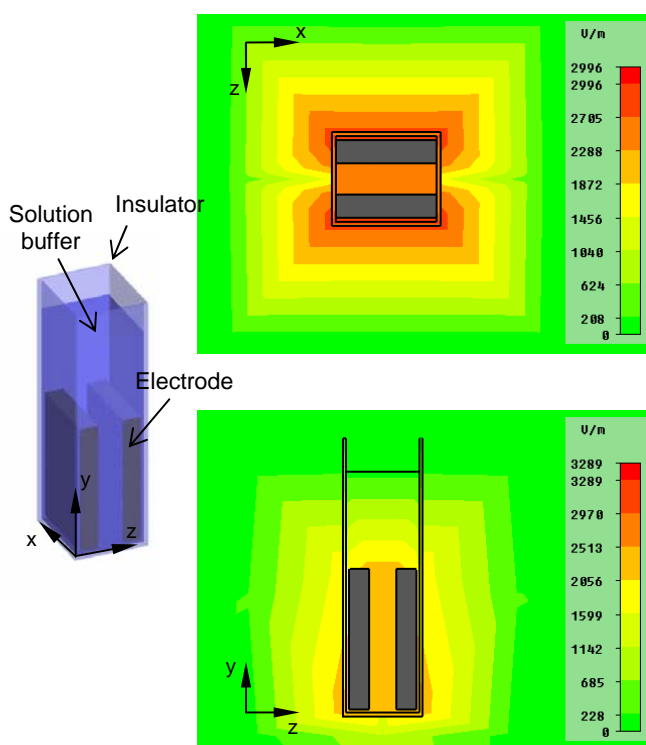 Solution
buffer
Insulator
Electrode
y
x
z
x
z
V/m
2996
2996
2705
2288
1872
1456
1040
624
208
0
y
z
V/m
3289
3289
2970
2513
2056
1599
1142
685
228
0